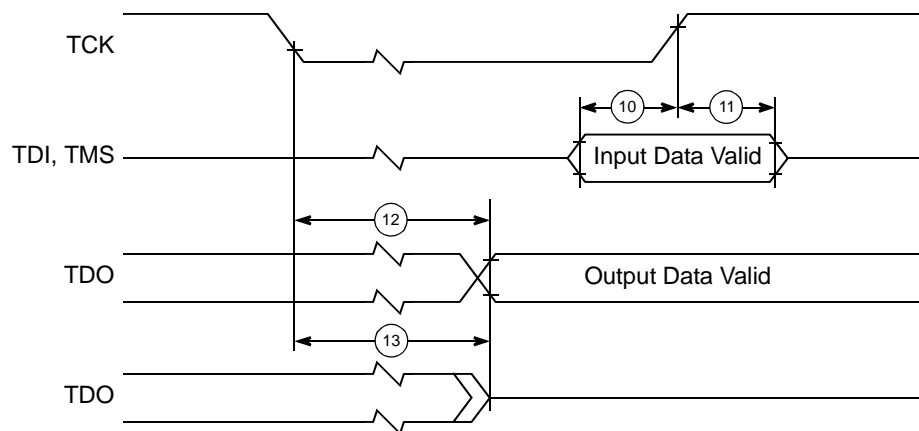 TCK
10
11
TDI, TMS
Input Data Valid
12
TDO
Output Data Valid
13
TDO